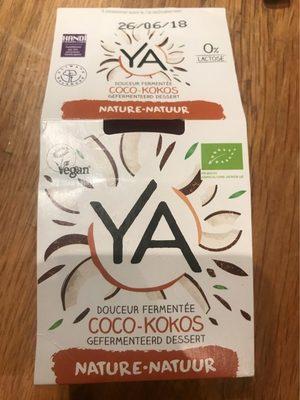 26/06/18
HANDI
YA
0%
LACTOSE
DOUCEUR FERMENTÉE
COCO-KOKOS
GEFERMENTEERD DESSERT
NATURE-NATUUR
Vegan
YA
DOUCEUR FERMENTÉE
COCO-KOKOS
GEFERMENTEERD DESSERT
NATURE-NATUUR